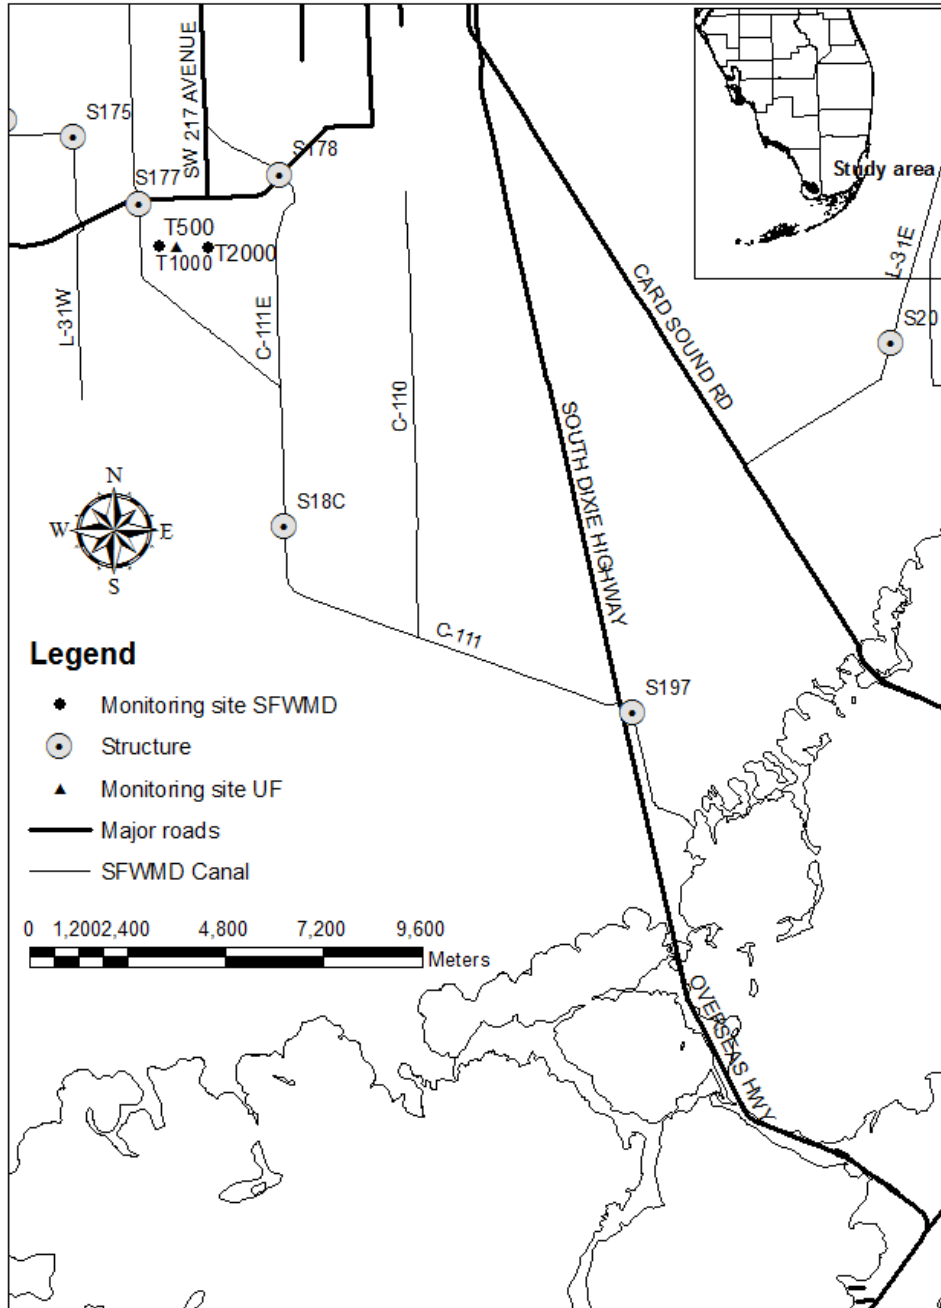 S175
SW 217 AVENUE
S178
S177
Study area
T500
T1000
T2000
L-31E
L-31W
C-111E
CARD SOUND RD
S20
C-110
SOUTH DIXIE HIGHWAY
N
W
E
S
S18C
C-111
Legend
S197
Monitoring site SFWMD
Structure
Monitoring site UF
Major roads
SFWMD Canal
0 1,2002,400 4,800 7,200 9,600
Meters
OVERSEAS HWY